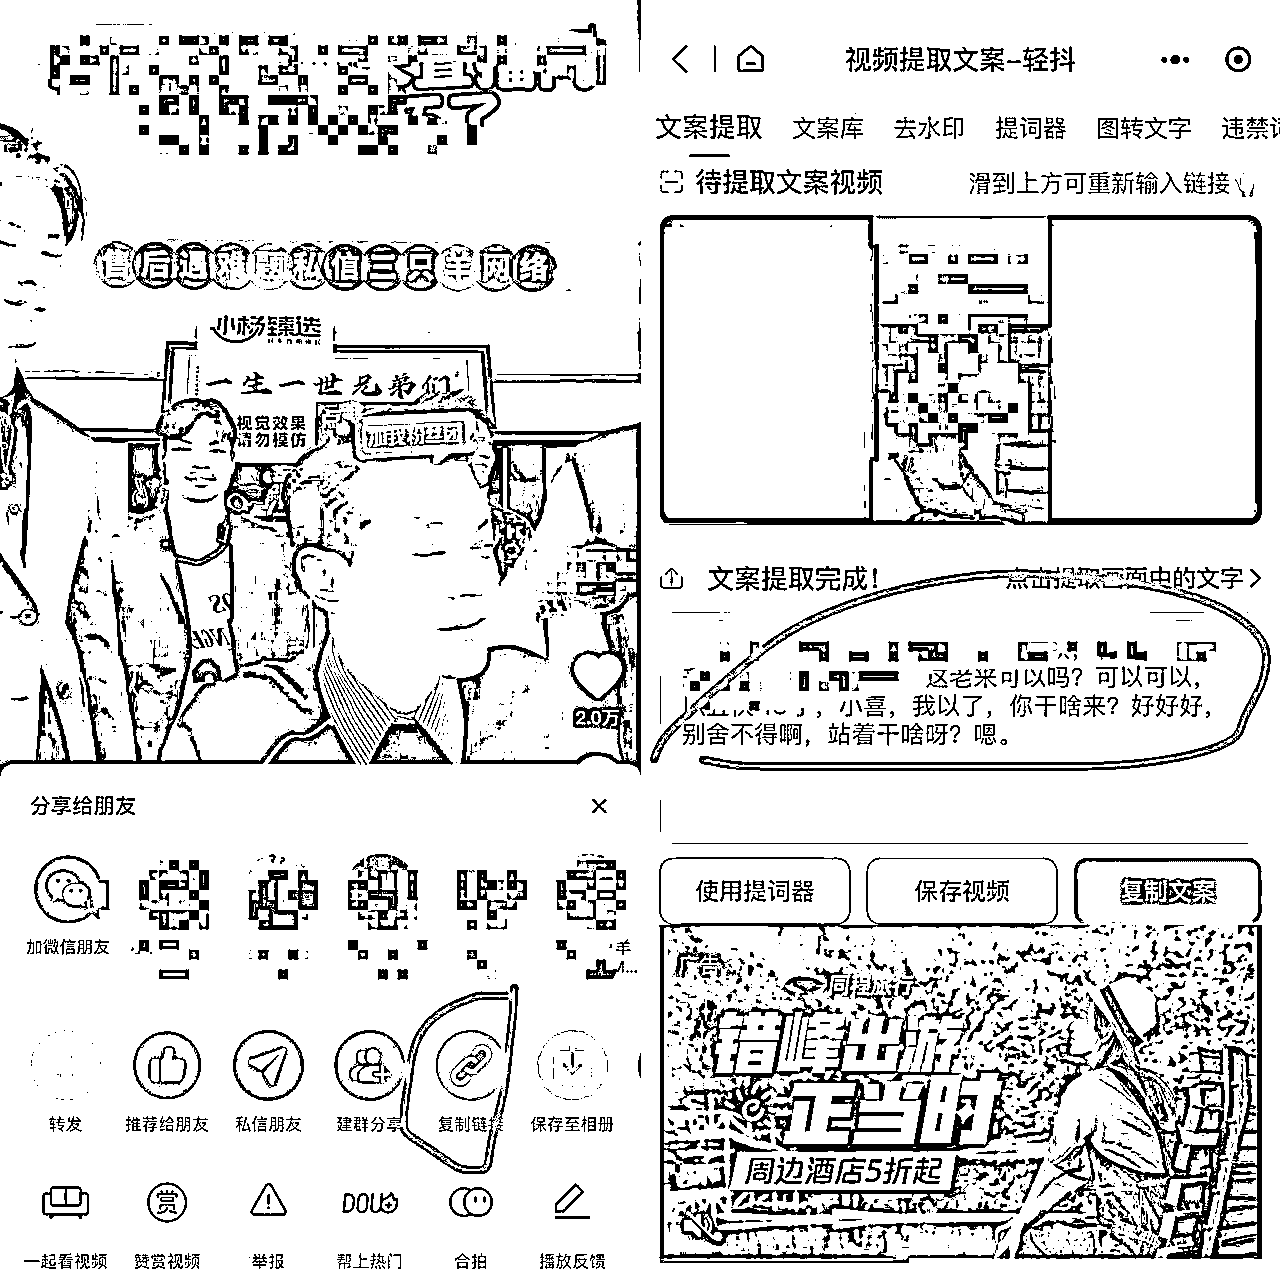 售后遇难题私值三只羊网络
小杨臻选
一生一世兄弟们
视觉效果
请勿模仿
加我粉丝团
2.0万
分享给朋友
加微信朋友
羊
转发
推荐给朋友
私信朋友
建群分享
复制链接
保存至相册
一起看视频
赞赏视频
举报
DOU+
帮上热门
合拍
播放反馈
视频提取文案-轻抖
文案提取
文案库
去水印
提词器
图转文字
违禁词
待提取文案视频
滑到上方可重新输入链接
文案提取完成!
点击提取画面中的文字
这老来可以吗? 可以可以,
, 小喜, 我以了, 你干啥来? 好好好,
别舍不得啊, 站着干啥呀? 嗯。
使用提词器
保存视频
复制文案
广告
同程旅行
错峰出游
正当时
周边酒店5折起